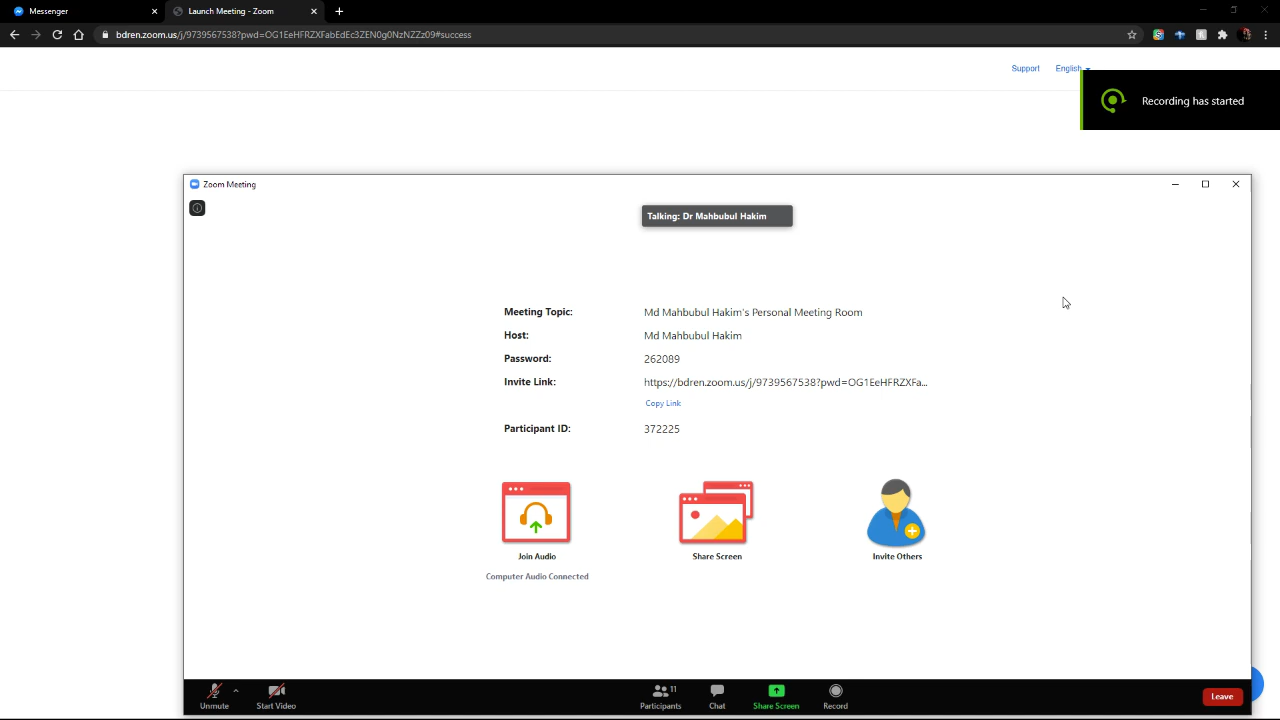 Messenger
Launch Meeting - Zoom
bdren.zoom.us/j/9739567538?pwd=OG1EeHFRZXFabEdEc3ZEN0g0NzNZZz09#success
Support English
Recording has started
Zoom Meeting
Talking: Dr Mahbubul Hakim
Meeting Topic: Md Mahbubul Hakim's Personal Meeting Room
Host: Md Mahbubul Hakim
Password: 262089
Invite Link: https://bdren.zoom.us/j/9739567538?pwd=OG1EeHFRZXFa...
Copy Link
Participant ID: 372225
Join Audio Share Screen Invite Others
Computer Audio Connected
11
Unmute Start Video Participants Chat Share Screen Record Leave